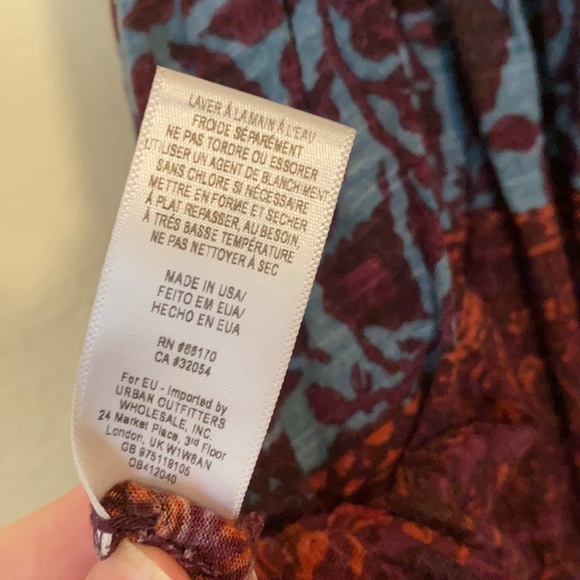 LAVER À LA MAIN À L'EAU
FROIDE SÉPARÉMENT
NE PAS TORDRE OU ESSORER
UTILISER UN AGENT DE BLANCHIMENT
SANS CHLORE SI NÉCESSAIRE
METTRE EN FORME ET SÉCHER
À PLAT REPASSER, AU BESOIN,
À TRÈS BASSE TEMPÉRATURE
NE PAS NETTOYER À SEC
MADE IN USA/
FEITO EM EUA/
HECHO EN EUA
RN #66170
CA #32054
For EU - Imported by
URBAN OUTFITTERS
WHOLESALE, INC.
24 Market Place, 3rd Floor
London, UK W1W8AN
GB 975118105
OB412040